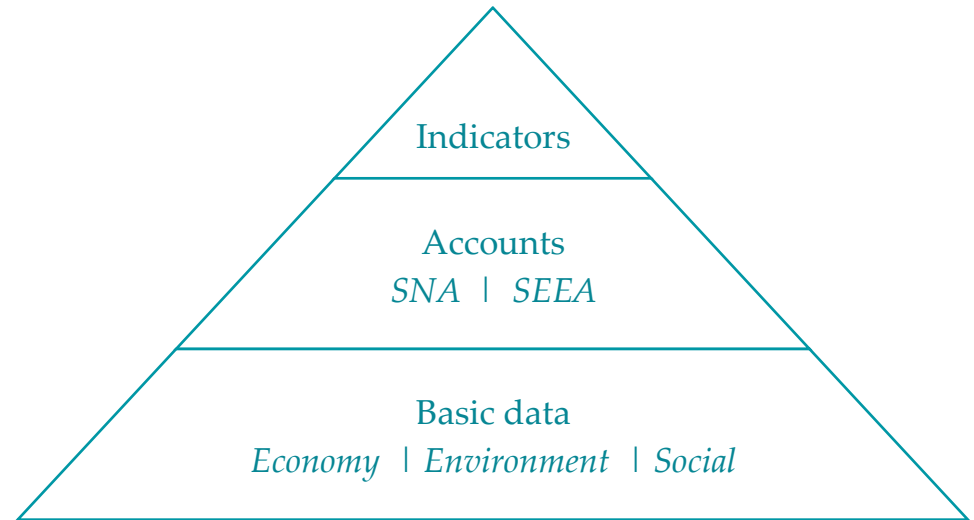 Indicators
Accounts
SNA | SEEA
Basic data
Economy | Environment | Social